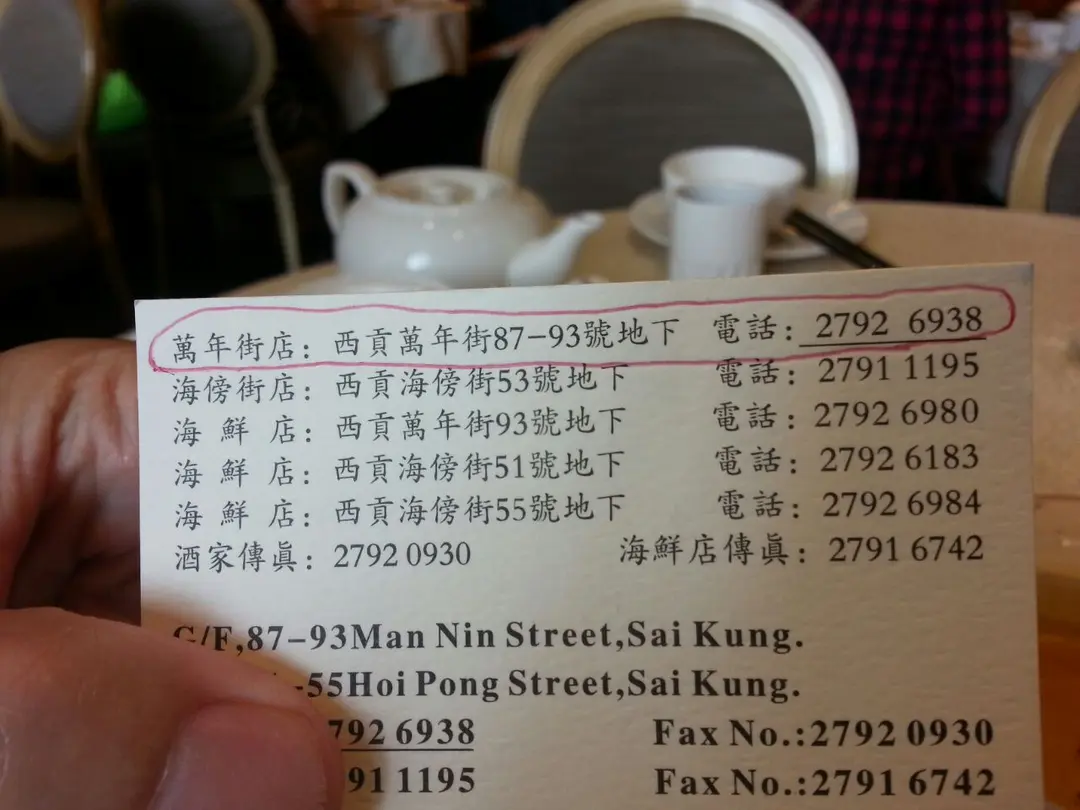 萬年街店: 西貢萬年街87-93號地下 電話: 2792 6938
海傍街店: 西貢海傍街53號地下 電話: 2791 1195
海鮮店: 西貢萬年街93號地下 電話: 2792 6980
海鮮店: 西貢海傍街51號地下 電話: 2792 6183
海鮮店: 西貢海傍街55號地下 電話: 2792 6984
酒家傳眞: 2792 0930 海鮮店傳眞: 2791 6742
G/F,87-93Man Nin Street,Sai Kung.
-55Hoi Pong Street,Sai Kung.
792 6938 Fax No.:2792 0930
91 1195 Fax No.:2791 6742